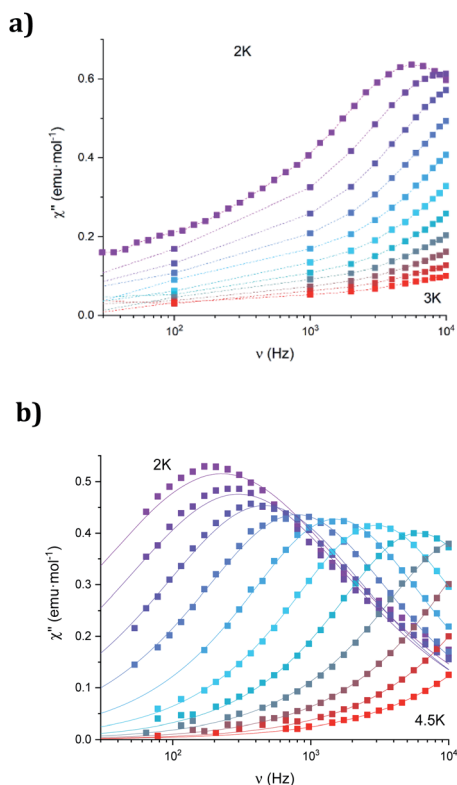 a)
2K
0.6
0.4
0.2
0.0
χ'' (emu·mol⁻¹)
3K
10² 10³ 10⁴
ν (Hz)
b)
2K
0.5
0.4
0.3
0.2
0.1
0.0
χ'' (emu·mol⁻¹)
4.5K
10² 10³ 10⁴
ν (Hz)